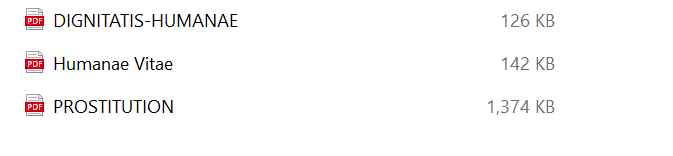 PDF DIGNITATIS-HUMANAE 126 KB
PDF Humanae Vitae 142 KB
PDF PROSTITUTION 1,374 KB